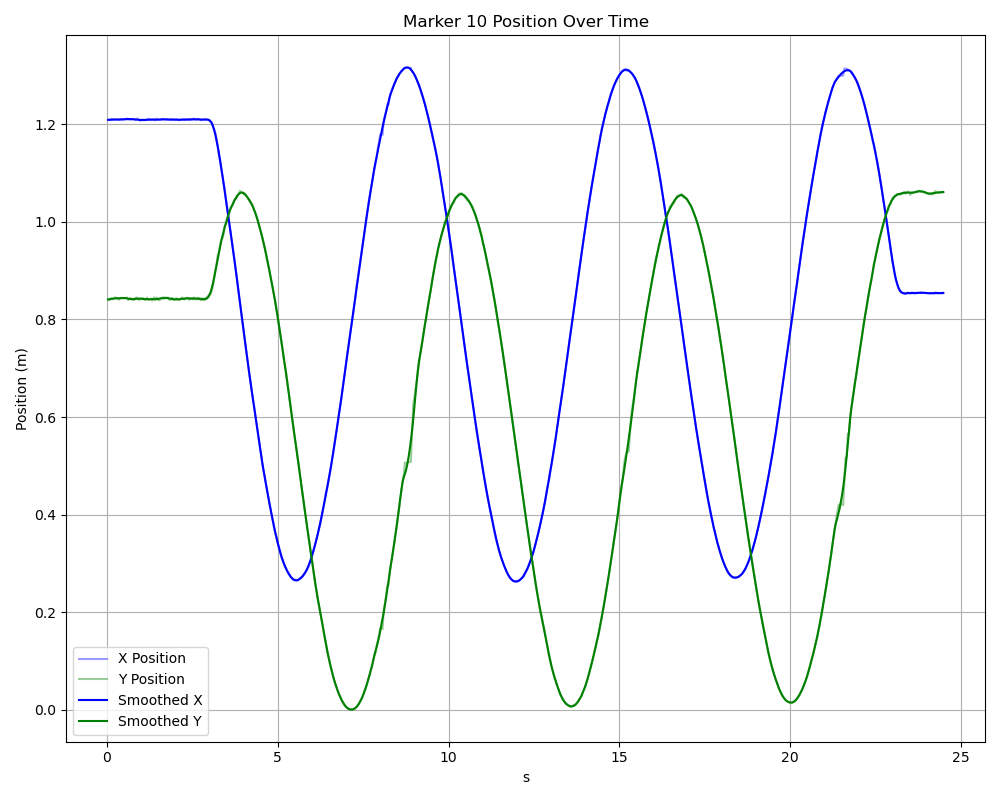 Marker 10 Position Over Time
Position (m)
1.2
1.0
0.8
0.6
0.4
0.2
0.0
X Position
Y Position
Smoothed X
Smoothed Y
0 5 10 15 20 25
s